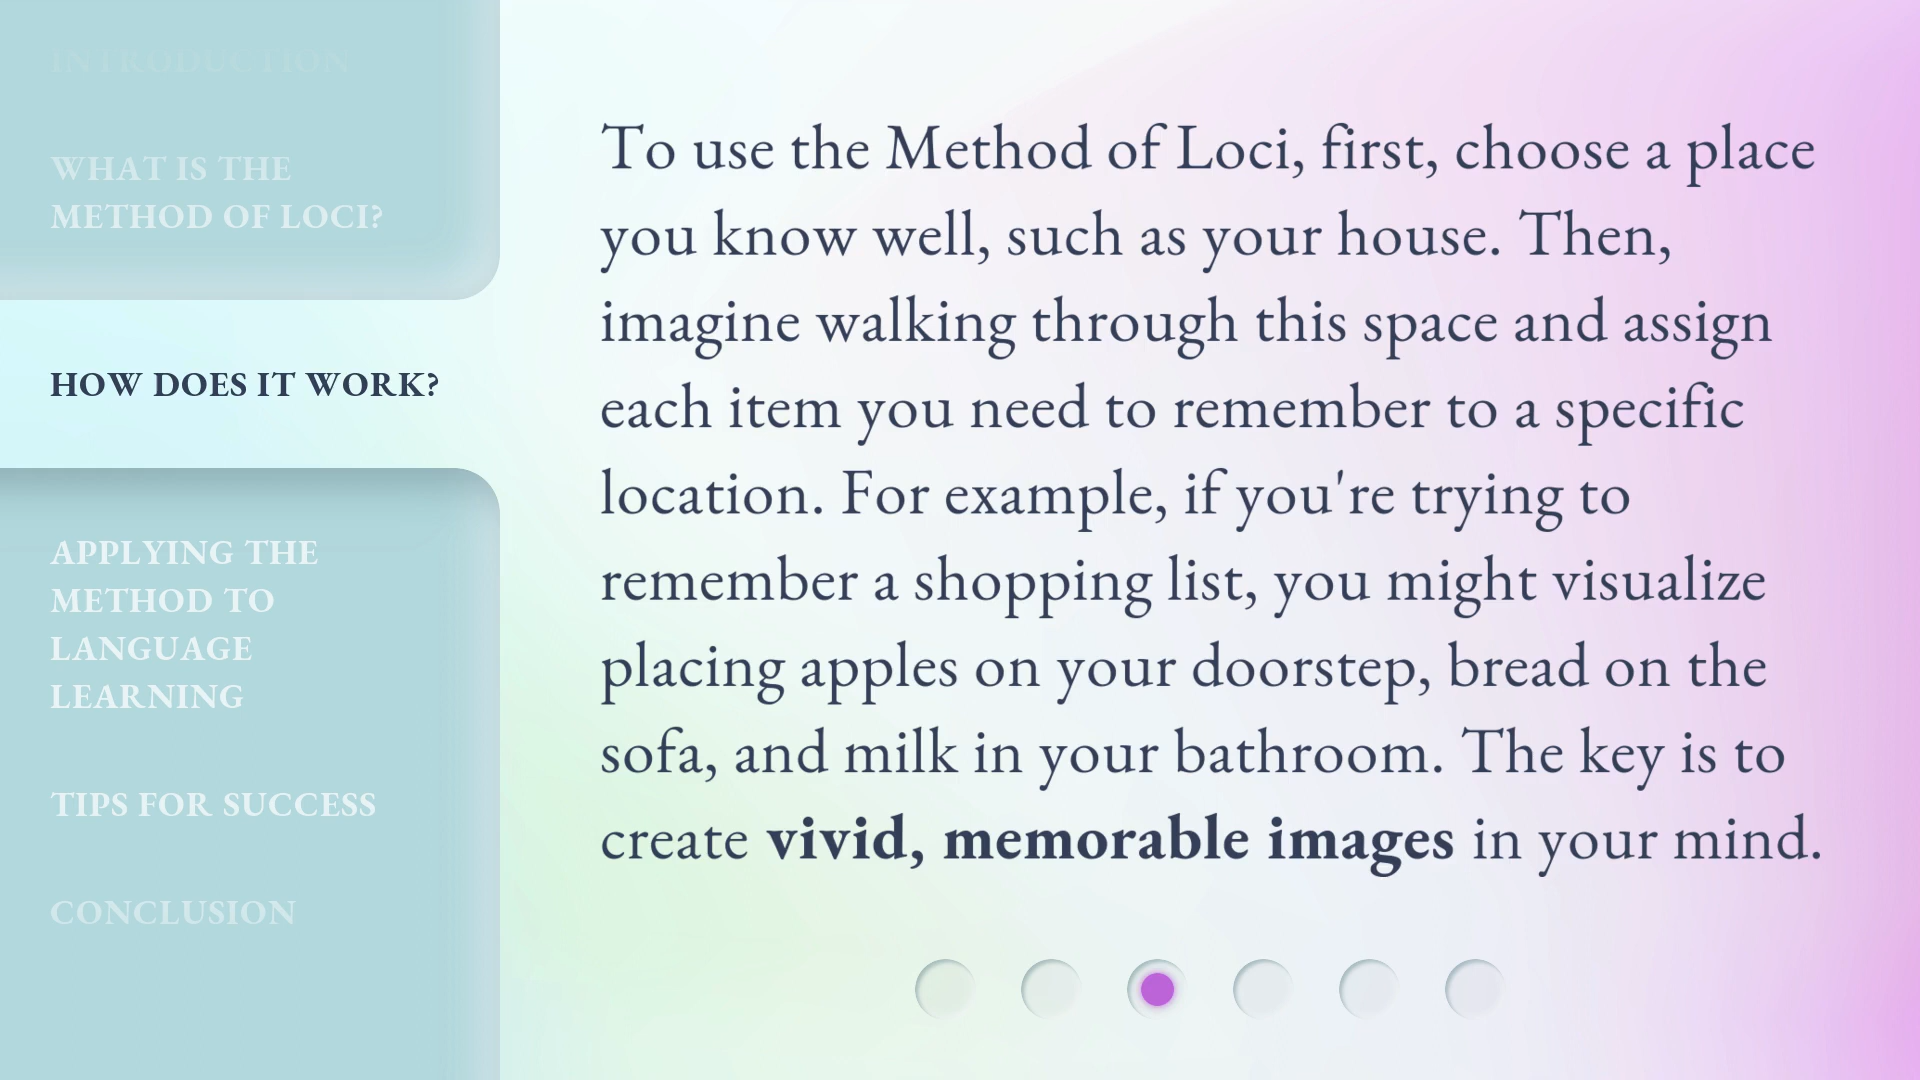 INTRODUCTION
WHAT IS THE
METHOD OF LOCI?
HOW DOES IT WORK?
APPLYING THE
METHOD TO
LANGUAGE
LEARNING
TIPS FOR SUCCESS
CONCLUSION
To use the Method of Loci, first, choose a place
you know well, such as your house. Then,
imagine walking through this space and assign
each item you need to remember to a specific
location. For example, if you're trying to
remember a shopping list, you might visualize
placing apples on your doorstep, bread on the
sofa, and milk in your bathroom. The key is to
create vivid, memorable images in your mind.